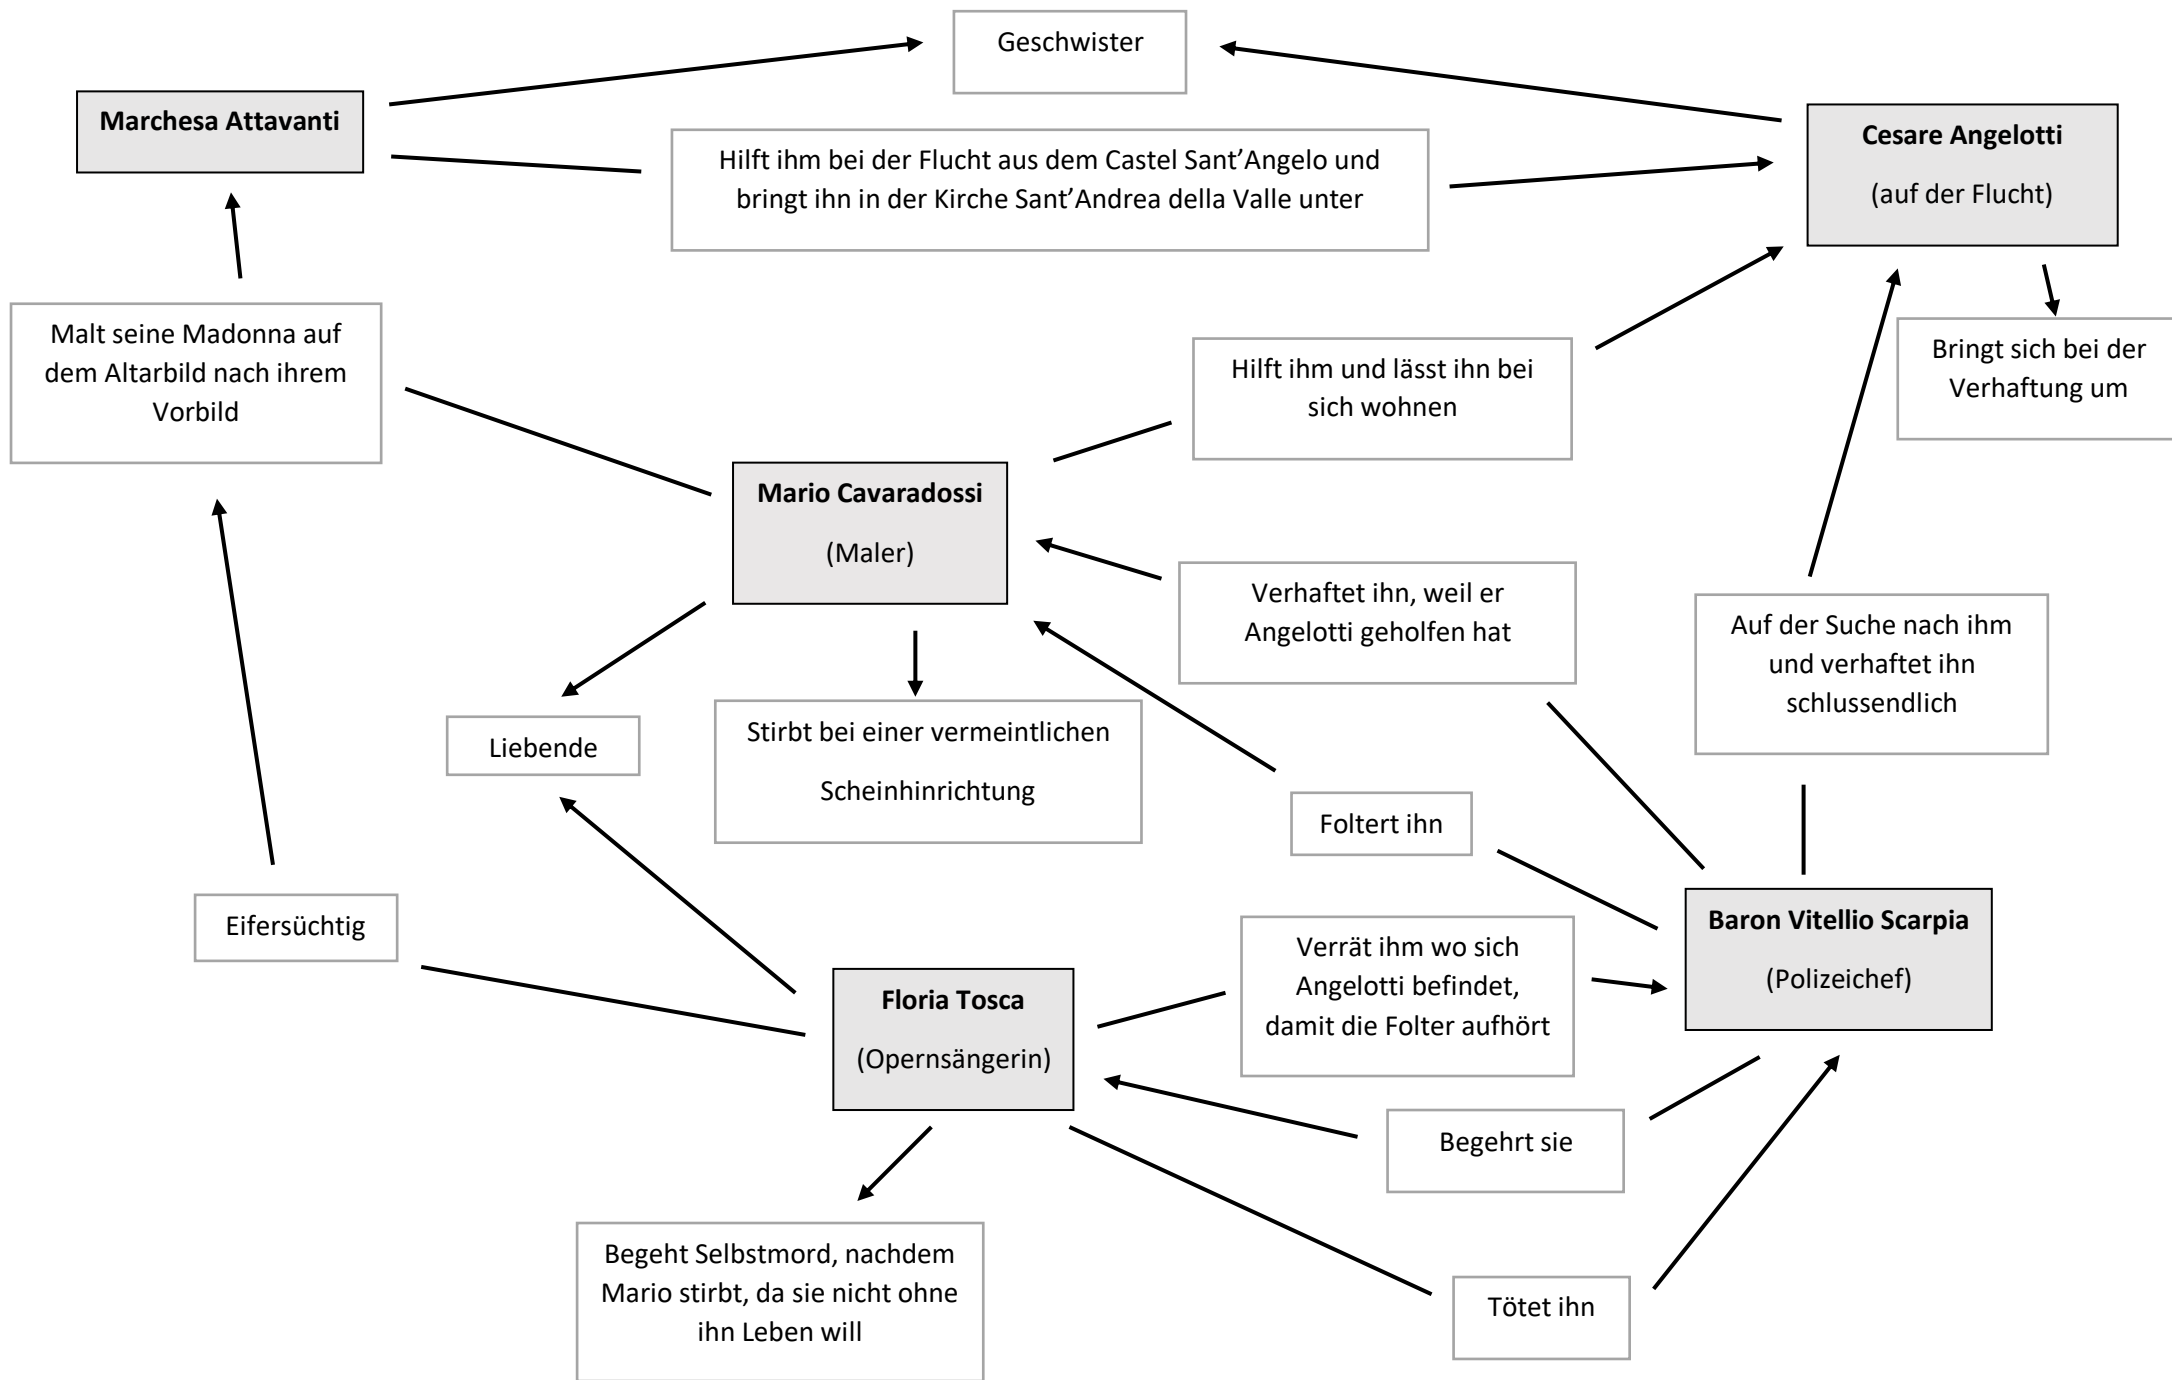 Geschwister
Marchesa Attavanti
Cesare Angelotti
(auf der Flucht)
Hilft ihm bei der Flucht aus dem Castel Sant’Angelo und
bringt ihn in der Kirche Sant’Andrea della Valle unter
Malt seine Madonna auf
dem Altarbild nach ihrem
Vorbild
Hilft ihm und lässt ihn bei
sich wohnen
Bringt sich bei der
Verhaftung um
Mario Cavaradossi
(Maler)
Verhaftet ihn, weil er
Angelotti geholfen hat
Auf der Suche nach ihm
und verhaftet ihn
schlussendlich
Liebende
Stirbt bei einer vermeintlichen
Scheinhinrichtung
Foltert ihn
Eifersüchtig
Baron Vitellio Scarpia
(Polizeichef)
Verrät ihm wo sich
Angelotti befindet,
damit die Folter aufhört
Floria Tosca
(Opernsängerin)
Begehrt sie
Begeht Selbstmord, nachdem
Mario stirbt, da sie nicht ohne
ihn Leben will
Tötet ihn